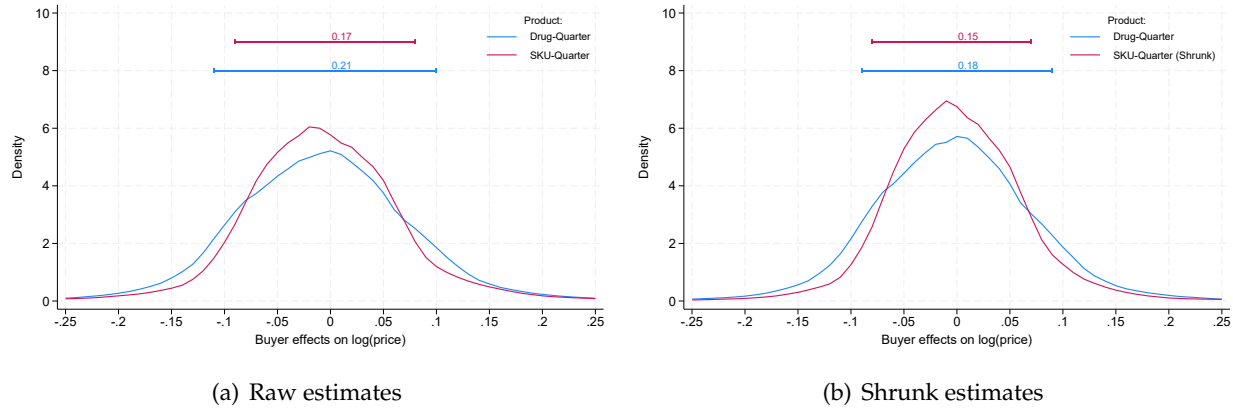 10
8
6
4
2
0
Density
Product:
Drug-Quarter
SKU-Quarter
0.17
0.21
-.25 -.2 -.15 -.1 -.05 0 .05 .1 .15 .2 .25
Buyer effects on log(price)
(a) Raw estimates
10
8
6
4
2
0
Density
Product:
Drug-Quarter
SKU-Quarter (Shrunk)
0.15
0.18
-.25 -.2 -.15 -.1 -.05 0 .05 .1 .15 .2 .25
Buyer effects on log(price)
(b) Shrunk estimates